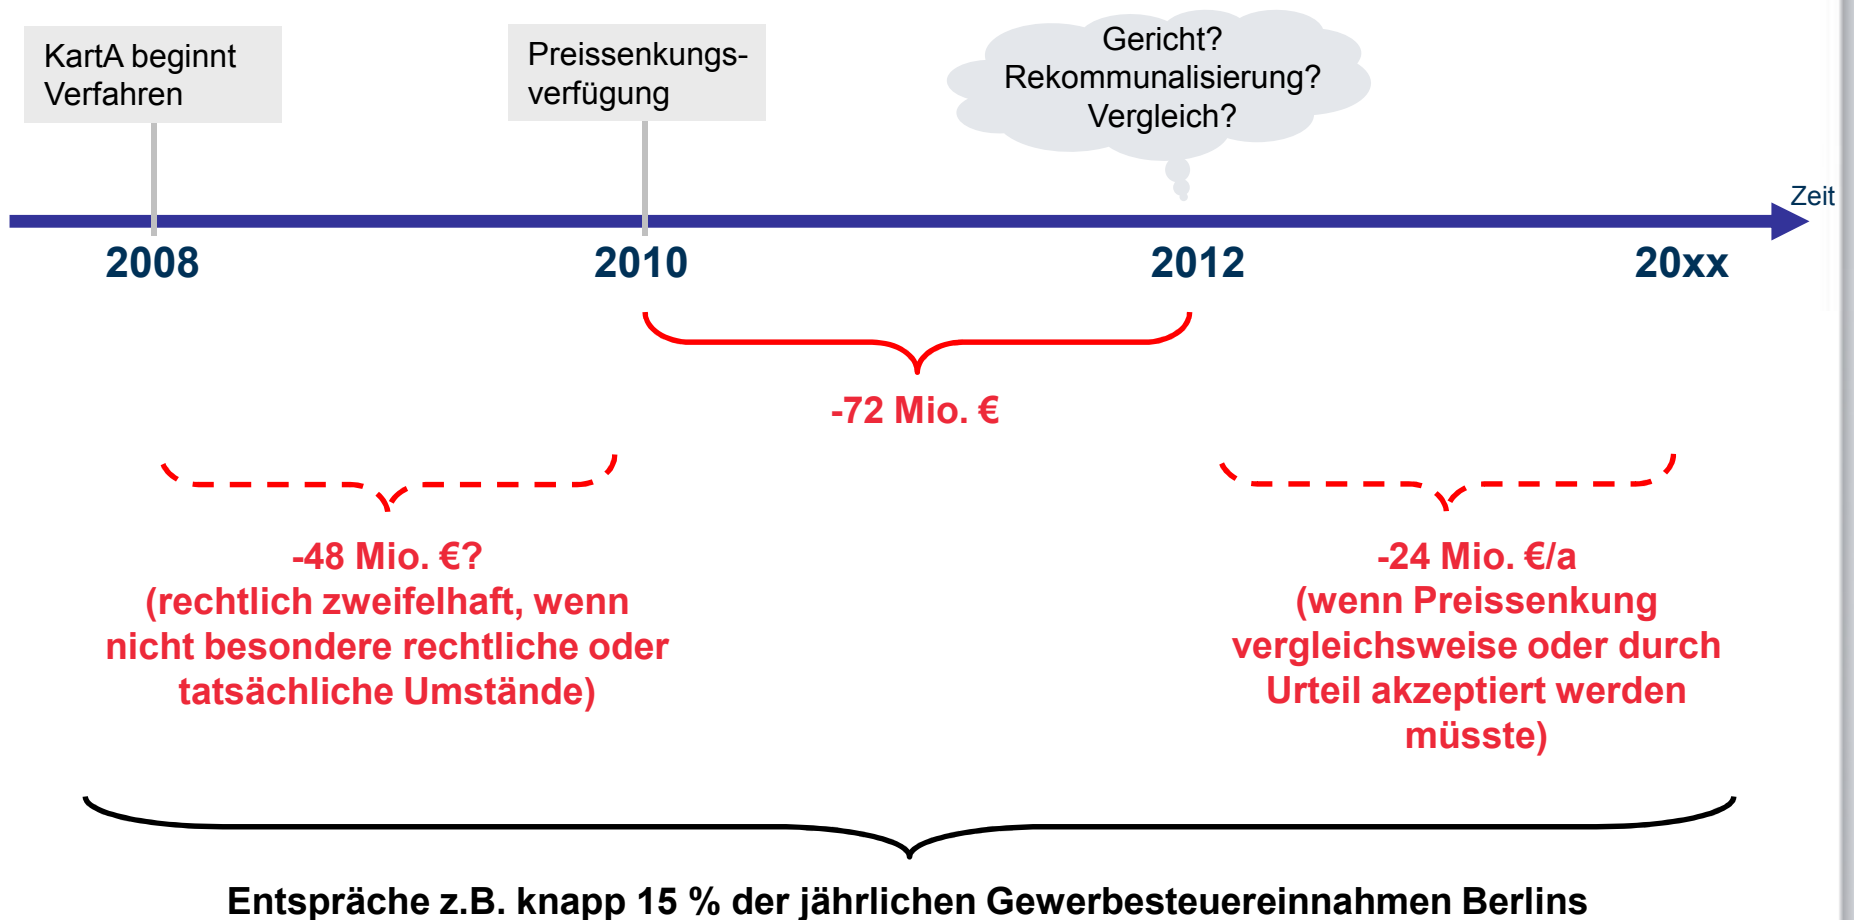 KartA beginnt
Verfahren
Preissenkungs-
verfügung
Gericht?
Rekommunalisierung?
Vergleich?
Zeit
2008
2010
2012
20xx
-72 Mio. €
-48 Mio. €?
(rechtlich zweifelhaft, wenn
nicht besondere rechtliche oder
tatsächliche Umstände)
-24 Mio. €/a
(wenn Preissenkung
vergleichsweise oder durch
Urteil akzeptiert werden
müsste)
Entspräche z.B. knapp 15 % der jährlichen Gewerbesteuereinnahmen Berlins